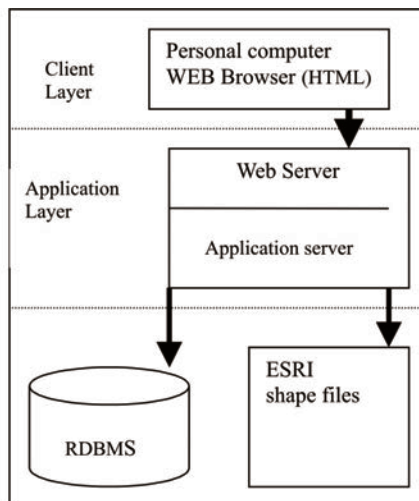 Client
Layer
Personal computer
WEB Browser (HTML)
Application
Layer
Web Server
Application server
RDBMS
ESRI
shape files